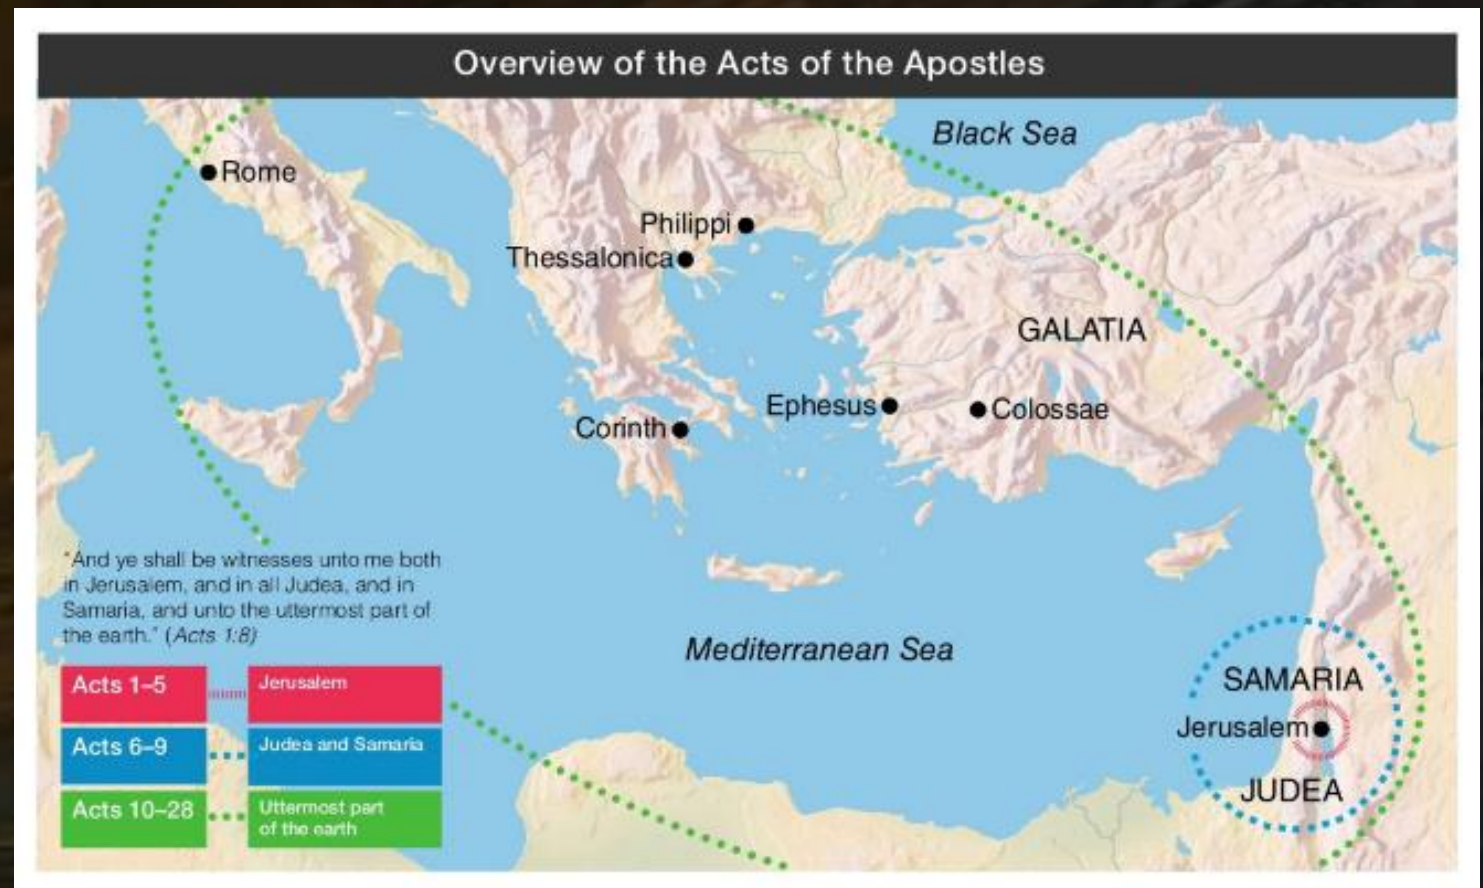 Overview of the Acts of the Apostles
Black Sea
Rome
Philippi
Thessalonica
GALATIA
Ephesus
Colossae
Corinth
"And ye shall be witnesses unto me both
in Jerusalem, and in all Judea, and in
Samaria, and unto the uttermost part of
the earth." (Acts 1:8)
Mediterranean Sea
SAMARIA
Jerusalem
JUDEA
Acts 1–5 Jerusalem
Acts 6–9 Judea and Samaria
Acts 10–28 Uttermost part
of the earth